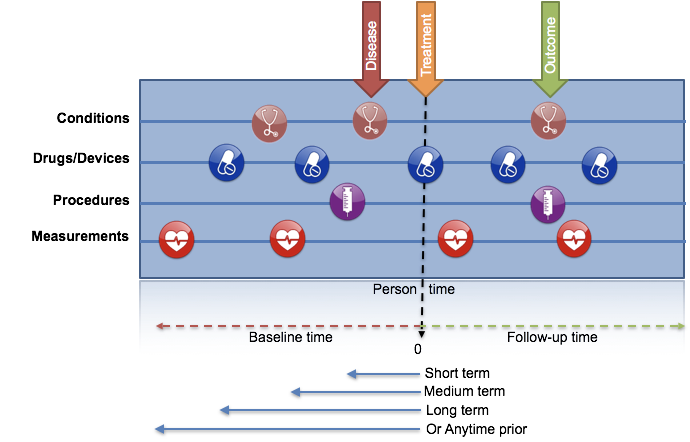 Disease
Treatment
Outcome
Conditions
Drugs/Devices
Procedures
Measurements
Person time
Baseline time
Follow-up time
0
Short term
Medium term
Long term
Or Anytime prior